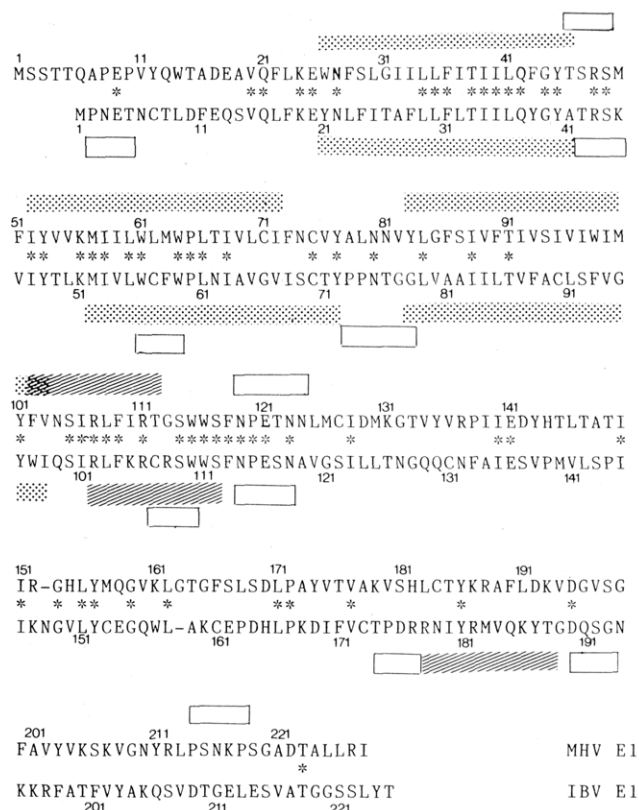 1 11 21 31 41
MSSTTQAPEPVYQWTADEAVQFLKEWNFSLGIILLFITIILQFGYTSRSM
MPNETNCTLDFEQSVQLFKEYNLFITAFLLFLTIILQYGYATRSK
1 11 21 31 41
51 61 71 81 91
FIYVVKMIILWLMWPLTIVLCIFNCVYALNNVYLGFSIVFTIVSIVIWIM
VIYTLKMIVLWCFWPLNIAVGVISCTYPPNTGGLVAAIILTVFACLSFVG
51 61 71 81 91
101 111 121 131 141
YFVNSIRLFIRTGSWWSFNPETNNLMCIDMKGTVYVRPIIEDYHTLTATI
YWIQSIRLFKRCRSWWSFNPESNAVGSILLTNGQQCNFAIESVPMVLSPI
101 111 121 131 141
151 161 171 181 191
IR-GHLYMQGVKLGTGFSLSDLPAYVTVAKVSHLCTYKRAFLDKVDGVSG
IKNGVLYCEGQWL-AKCEPDHLPKDIFVCTPDRRNIYRMVQKYTGDQSGN
151 161 171 181 191
201 211 221
FAVYVKSKVGNYRLPSNKPSGADTALLRI MHV E1
KKRFATFVYAKQSVDTGELESVATGGSSLYT IBV E1
201 211 221